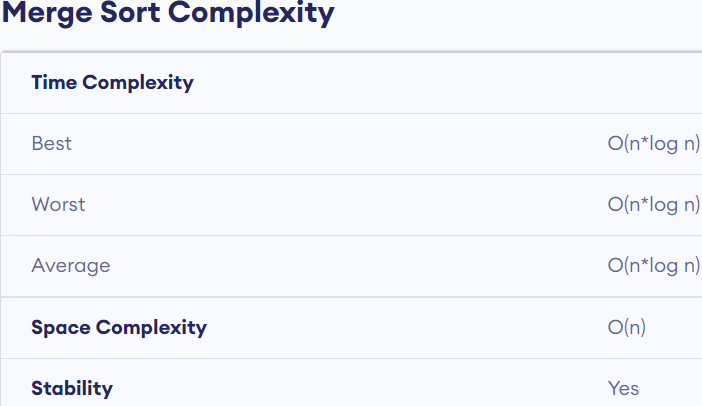 Merge Sort Complexity
Time Complexity
Best O(n*log n)
Worst O(n*log n)
Average O(n*log n)
Space Complexity O(n)
Stability Yes